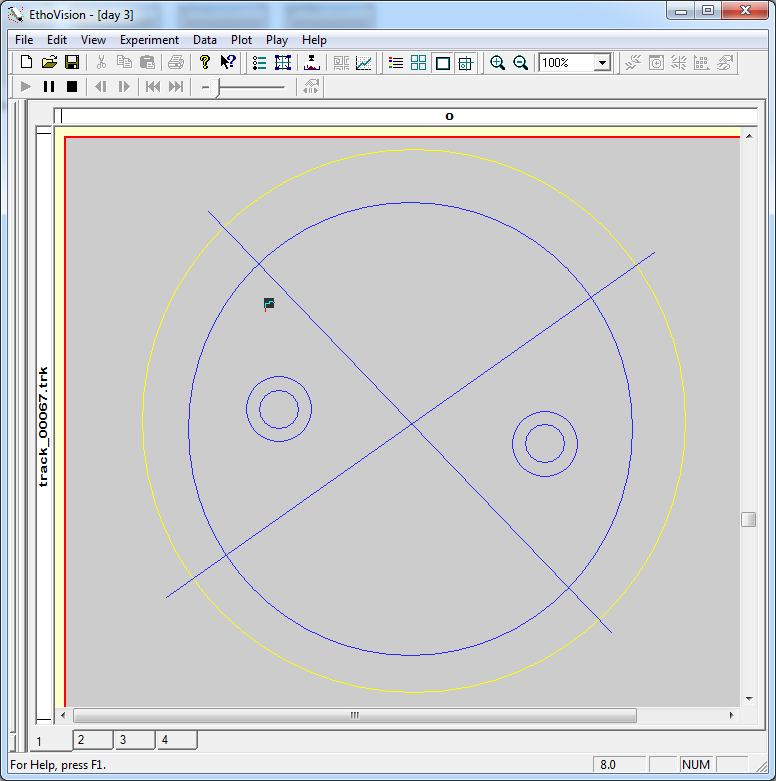 EthoVision - [day 3]
File Edit View Experiment Data Plot Play Help
100%
o
track_00067.trk
1 2 3 4
For Help, press F1.
8.0 NUM